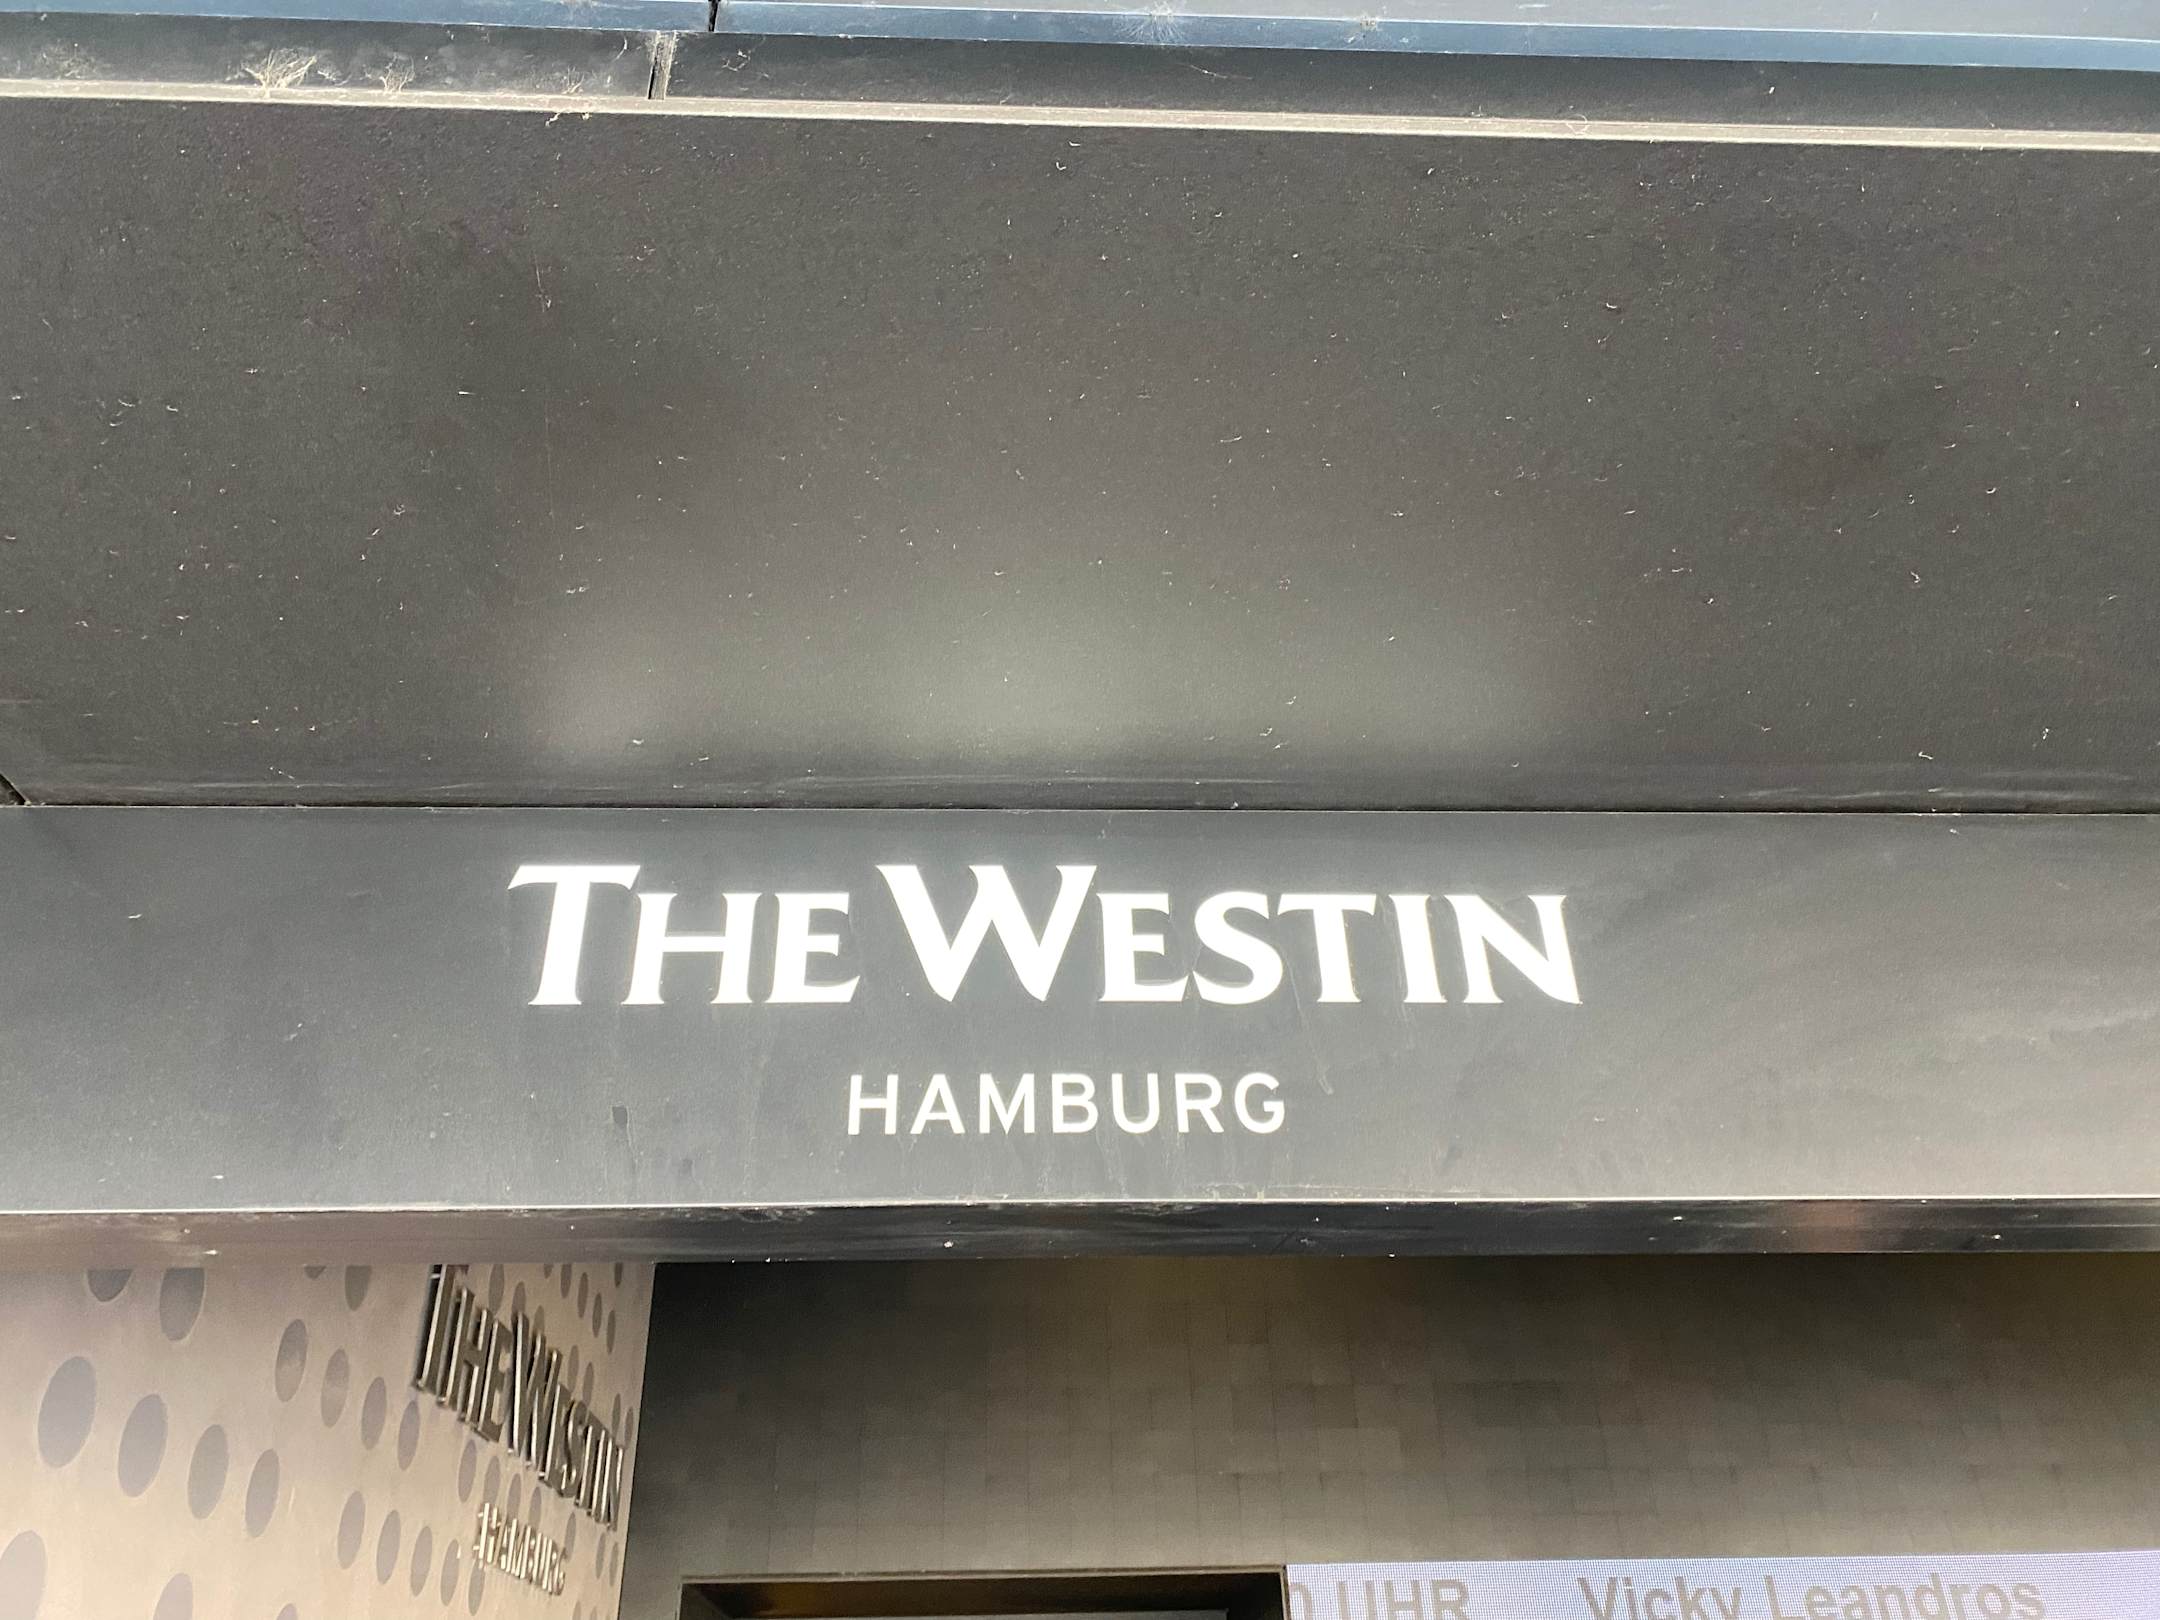 THE WESTIN
HAMBURG
THE WESTIN
HAMBURG
UHR Vicky Leandros